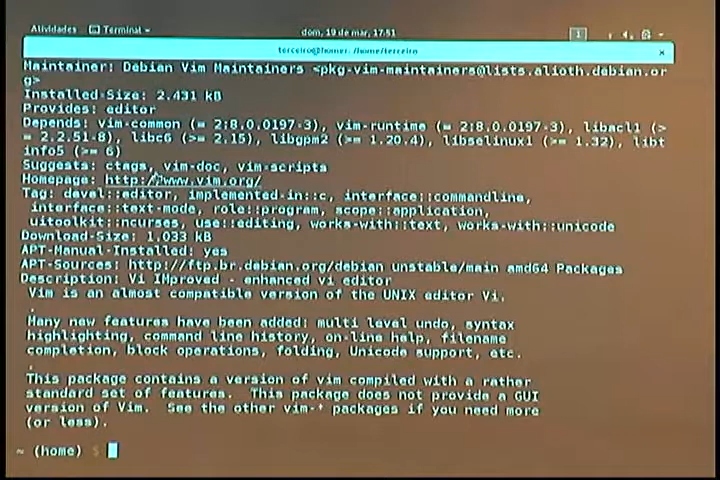 Atividades Terminal dom, 19 de mar, 17:51 1
terceiro@homer: /home/terceiro x
Maintainer: Debian Vim Maintainers <pkg-vim-maintainers@lists.alioth.debian.or
g>
Installed-Size: 2.431 kB
Provides: editor
Depends: vim-common (= 2:8.0.0197-3), vim-runtime (= 2:8.0.0197-3), libacl1 (>
= 2.2.51-8), libc6 (>= 2.15), libgpm2 (>= 1.20.4), libselinux1 (>= 1.32), libt
info5 (>= 6)
Suggests: ctags, vim-doc, vim-scripts
Homepage: http://www.vim.org/
Tag: devel::editor, implemented-in::c, interface::commandline,
interface::text-mode, role::program, scope::application,
uitoolkit::ncurses, use::editing, works-with::text, works-with::unicode
Download-Size: 1.033 kB
APT-Manual-Installed: yes
APT-Sources: http://ftp.br.debian.org/debian unstable/main amd64 Packages
Description: Vi IMproved - enhanced vi editor
Vim is an almost compatible version of the UNIX editor Vi.
.
Many new features have been added: multi level undo, syntax
highlighting, command line history, on-line help, filename
completion, block operations, folding, Unicode support, etc.
.
This package contains a version of vim compiled with a rather
standard set of features. This package does not provide a GUI
version of Vim. See the other vim-* packages if you need more
(or less).
~ (home) $